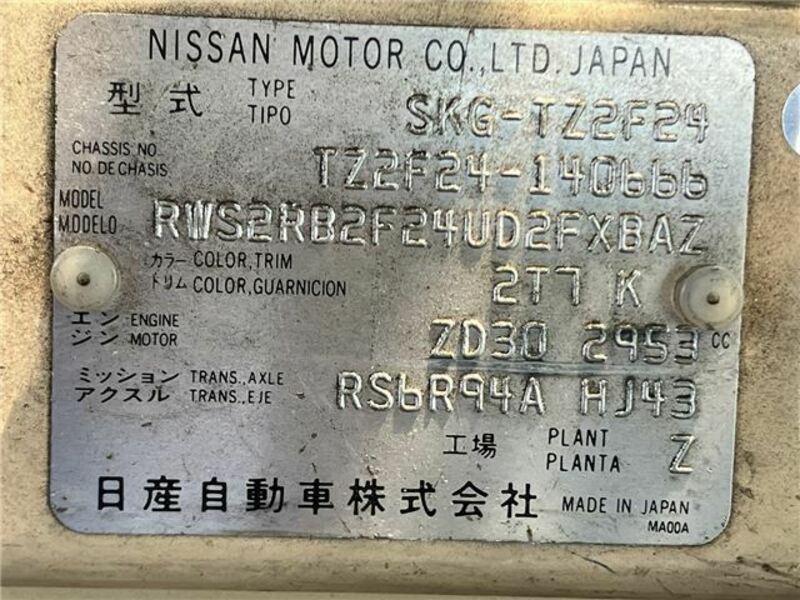 NISSAN MOTOR CO.,LTD.JAPAN
型式 TYPE TIPO SKG-TZ2F24
CHASSIS NO. NO.DE CHASIS TZ2F24-140666
MODEL MODELO RWS2RB2F24UD2FXBAZ
カラー COLOR,TRIM
トリム COLOR,GUARNICION 2T7 K
エン ENGINE
ジン MOTOR ZD30 2953 CC
ミッション TRANS.,AXLE
アクスル TRANS.,EJE RS6R94A HJ43
工場 PLANT PLANTA Z
日産自動車株式会社 MADE IN JAPAN
MA00A